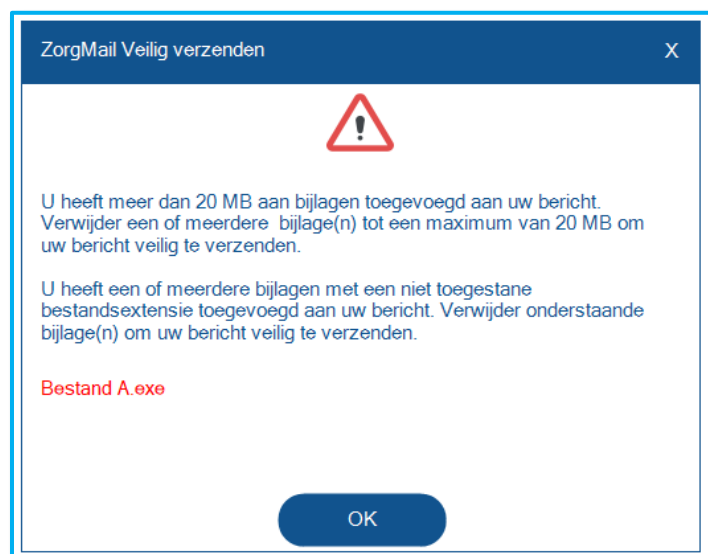 ZorgMail Veilig verzenden X
U heeft meer dan 20 MB aan bijlagen toegevoegd aan uw bericht.
Verwijder een of meerdere bijlage(n) tot een maximum van 20 MB om
uw bericht veilig te verzenden.
U heeft een of meerdere bijlagen met een niet toegestane
bestandsextensie toegevoegd aan uw bericht. Verwijder onderstaande
bijlage(n) om uw bericht veilig te verzenden.
Bestand A.exe
OK